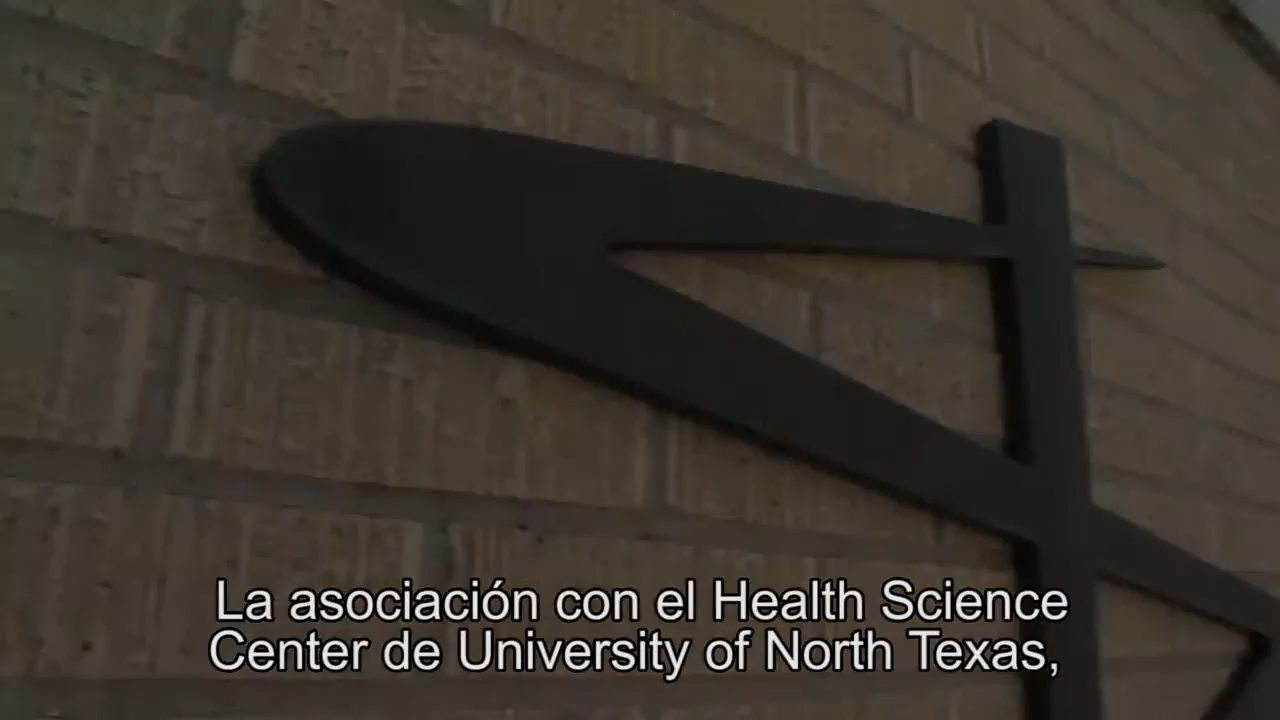 La asociación con el Health Science
Center de University of North Texas,